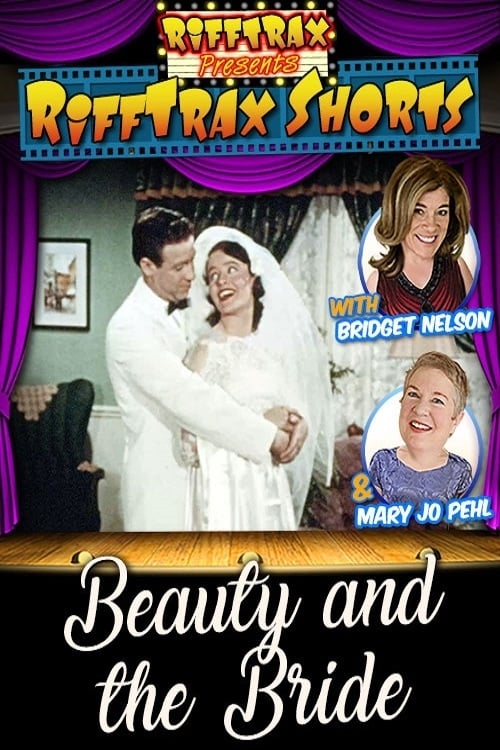 RIFFTRAX
Presents
RIFFTRAX SHORTS
WITH
BRIDGET NELSON
&
MARY JO PEHL
Beauty and
the Bride